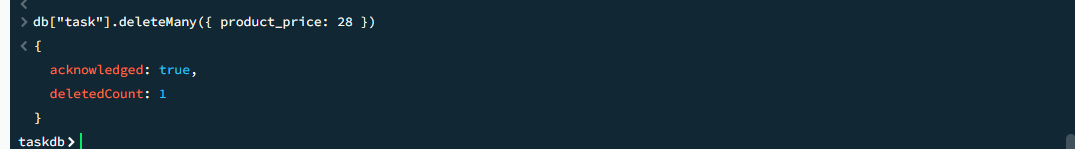 > db["task"].deleteMany({ product_price: 28 })
< {
acknowledged: true,
deletedCount: 1
}
taskdb>